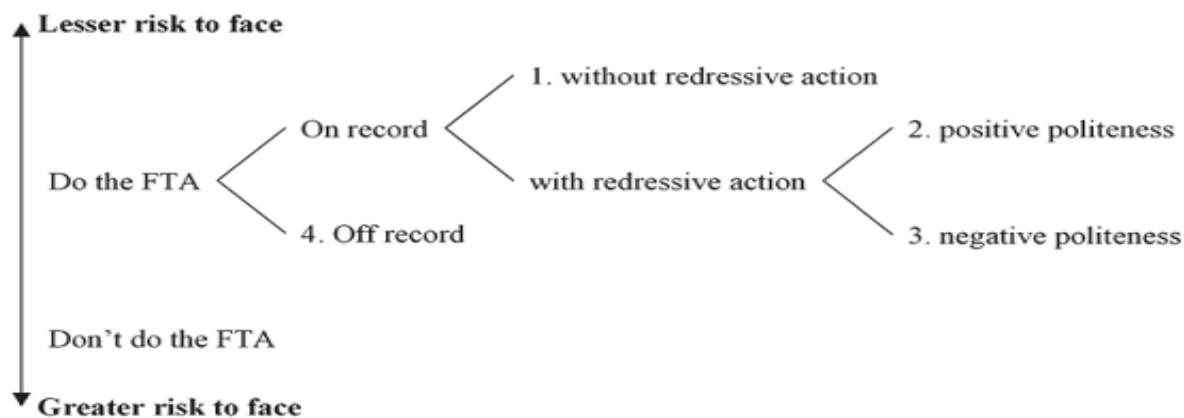 Lesser risk to face
1. without redressive action
On record
2. positive politeness
Do the FTA
with redressive action
4. Off record
3. negative politeness
Don't do the FTA
Greater risk to face